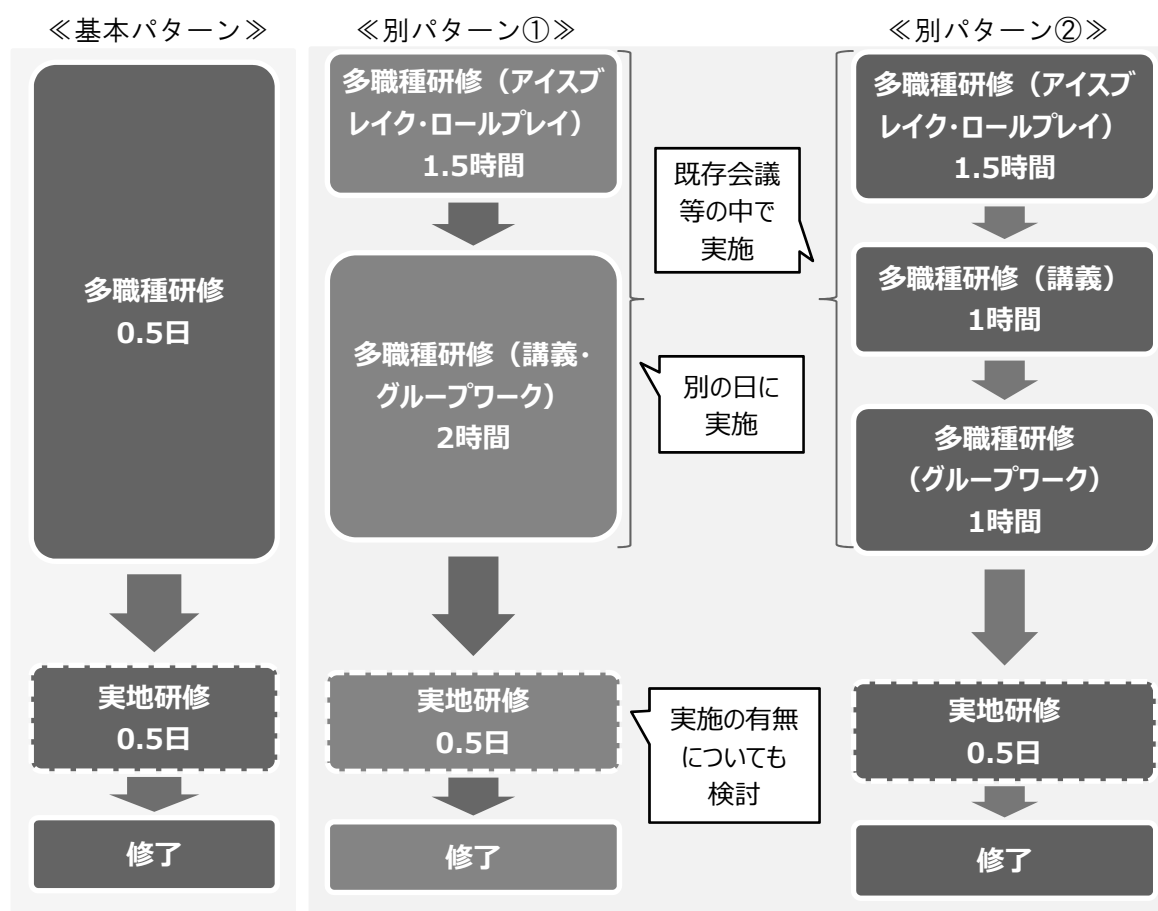 ≪基本パターン≫
多職種研修
0.5日
実地研修
0.5日
修了
≪別パターン①≫
多職種研修（アイスブ
レイク・ロールプレイ）
1.5時間
多職種研修（講義・
グループワーク）
2時間
実地研修
0.5日
修了
既存会議
等の中で
実施
別の日に
実施
実施の有無
についても
検討
≪別パターン②≫
多職種研修（アイスブ
レイク・ロールプレイ）
1.5時間
多職種研修（講義）
1時間
多職種研修
（グループワーク）
1時間
実地研修
0.5日
修了